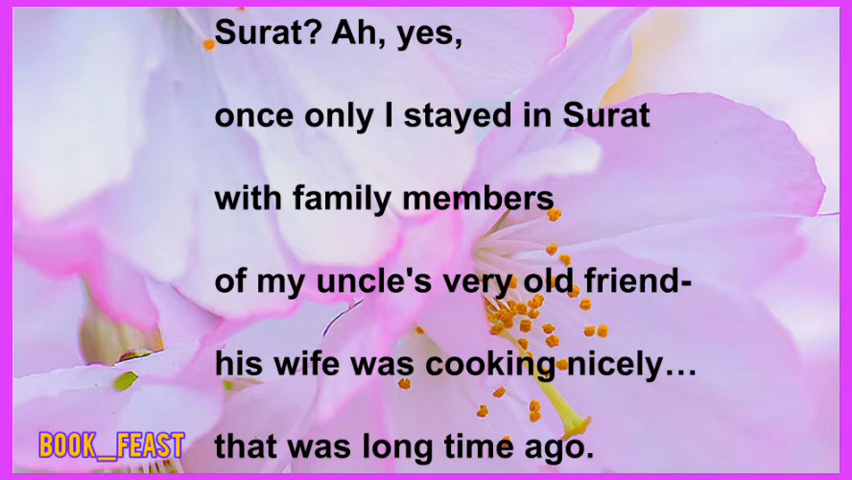 Surat? Ah, yes,
once only I stayed in Surat
with family members
of my uncle's very old friend-
his wife was cooking nicely...
that was long time ago.
BOOK_FEAST